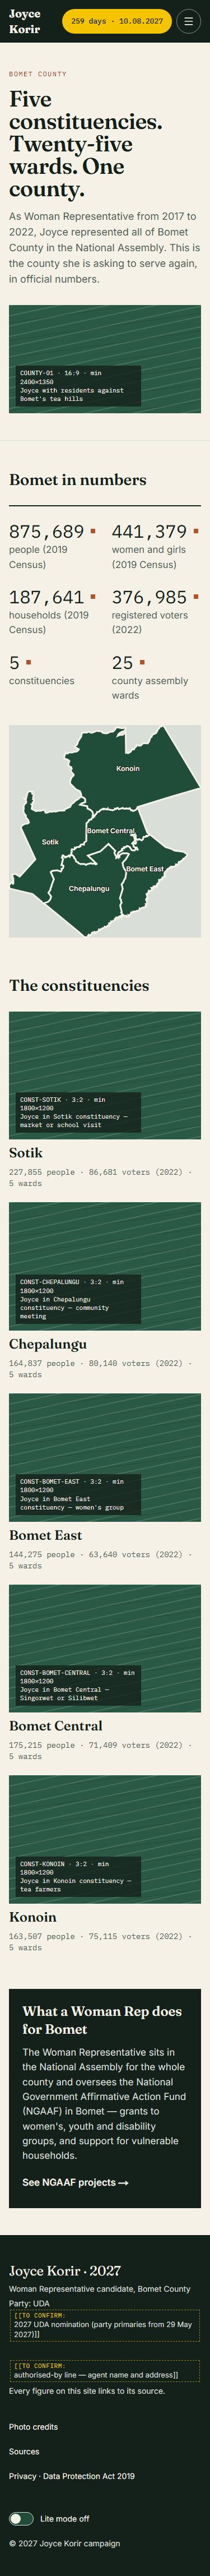 Joyce
Korir
259 days · 10.08.2027
BOMET COUNTY
Five
constituencies.
Twenty-five
wards. One
county.
As Woman Representative from 2017 to
2022, Joyce represented all of Bomet
County in the National Assembly. This is
the county she is asking to serve again,
in official numbers.
COUNTY-01 · 16:9 · min
2400×1350
Joyce with residents against
Bomet's tea hills
Bomet in numbers
875,689
people (2019
Census)
441,379
women and girls
(2019 Census)
187,641
households (2019
Census)
376,985
registered voters
(2022)
5
constituencies
25
county assembly
wards
Konoin
Bomet Central
Sotik
Bomet East
Chepalungu
The constituencies
CONST-SOTIK · 3:2 · min
1800×1200
Joyce in Sotik constituency —
market or school visit
Sotik
227,855 people · 86,681 voters (2022) ·
5 wards
CONST-CHEPALUNGU · 3:2 · min
1800×1200
Joyce in Chepalungu
constituency — community
meeting
Chepalungu
164,837 people · 80,140 voters (2022) ·
5 wards
CONST-BOMET-EAST · 3:2 · min
1800×1200
Joyce in Bomet East
constituency — women's group
Bomet East
144,275 people · 63,640 voters (2022) ·
5 wards
CONST-BOMET-CENTRAL · 3:2 · min
1800×1200
Joyce in Bomet Central —
Singorwet or Silibwet
Bomet Central
175,215 people · 71,409 voters (2022) ·
5 wards
CONST-KONOIN · 3:2 · min
1800×1200
Joyce in Konoin constituency —
tea farmers
Konoin
163,507 people · 75,115 voters (2022) ·
5 wards
What a Woman Rep does
for Bomet
The Woman Representative sits in
the National Assembly for the whole
county and oversees the National
Government Affirmative Action Fund
(NGAAF) in Bomet — grants to
women's, youth and disability
groups, and support for vulnerable
households.
See NGAAF projects →
Joyce Korir · 2027
Woman Representative candidate, Bomet County
Party: UDA
[[TO CONFIRM:
2027 UDA nomination (party primaries from 29 May
2027)]]
[[TO CONFIRM:
authorised-by line — agent name and address]]
Every figure on this site links to its source.
Photo credits
Sources
Privacy · Data Protection Act 2019
Lite mode off
© 2027 Joyce Korir campaign